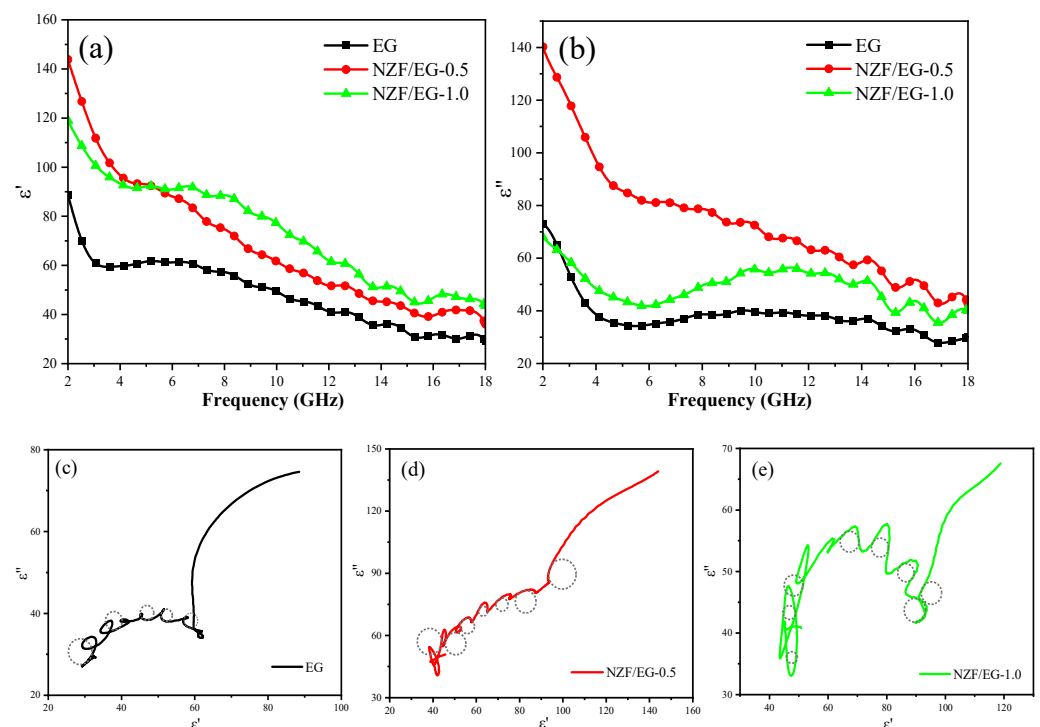 (a)
EG
NZF/EG-0.5
NZF/EG-1.0
ε'
160
140
120
100
80
60
40
20
2 4 6 8 10 12 14 16 18
Frequency (GHz)
(b)
EG
NZF/EG-0.5
NZF/EG-1.0
ε''
140
120
100
80
60
40
20
2 4 6 8 10 12 14 16 18
Frequency (GHz)
(c)
80
60
40
20
ε''
EG
20 40 60 80 100
ε'
(d)
150
120
90
60
30
ε''
NZF/EG-0.5
20 40 60 80 100 120 140 160
ε'
(e)
70
60
50
40
30
ε''
NZF/EG-1.0
40 60 80 100 120
ε'